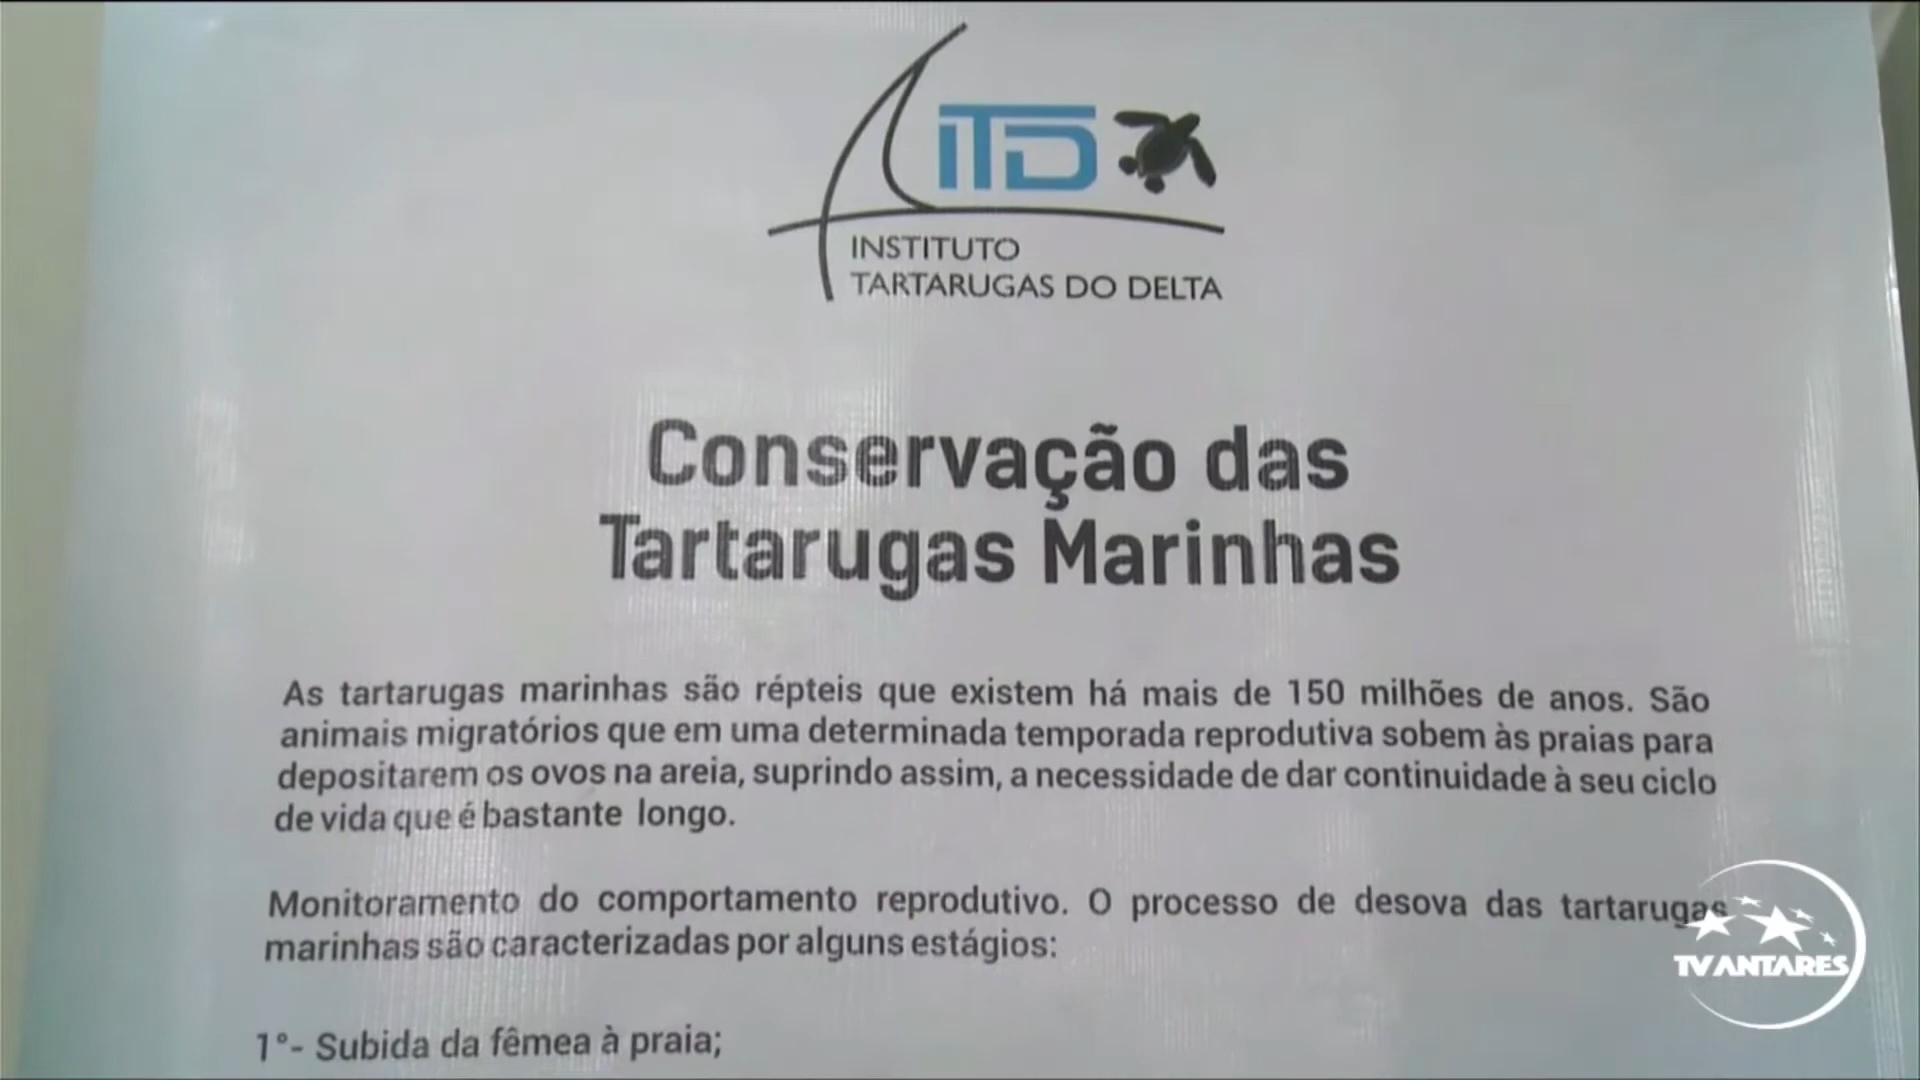 ITD
INSTITUTO
TARTARUGAS DO DELTA
Conservação das
Tartarugas Marinhas
As tartarugas marinhas são répteis que existem há mais de 150 milhões de anos. São
animais migratórios que em uma determinada temporada reprodutiva sobem às praias para
depositarem os ovos na areia, suprindo assim, a necessidade de dar continuidade à seu ciclo
de vida que é bastante longo.
Monitoramento do comportamento reprodutivo. O processo de desova das tartarugas
marinhas são caracterizadas por alguns estágios:
TV ANTARES
1°- Subida da fêmea à praia;